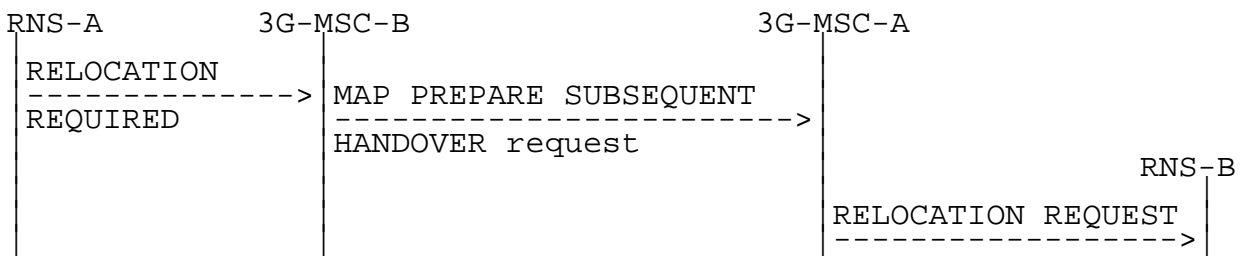 RNS-A 3G-MSC-B 3G-MSC-A
RELOCATION
REQUIRED
MAP PREPARE SUBSEQUENT
HANDOVER request
RNS-B
RELOCATION REQUEST